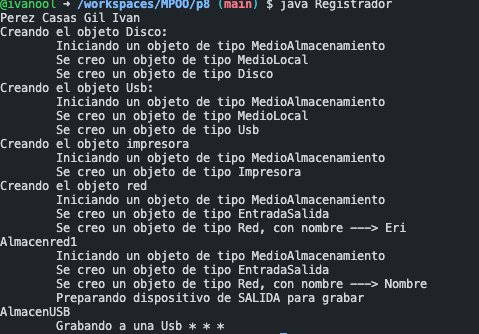 @ivanool ➜ /workspaces/MPOO/p8 (main) $ java Registrador
Perez Casas Gil Ivan
Creando el objeto Disco:
Iniciando un objeto de tipo MedioAlmacenamiento
Se creo un objeto de tipo MedioLocal
Se creo un objeto de tipo Disco
Creando el objeto Usb:
Iniciando un objeto de tipo MedioAlmacenamiento
Se creo un objeto de tipo MedioLocal
Se creo un objeto de tipo Usb
Creando el objeto impresora
Iniciando un objeto de tipo MedioAlmacenamiento
Se creo un objeto de tipo Impresora
Creando el objeto red
Iniciando un objeto de tipo MedioAlmacenamiento
Se creo un objeto de tipo EntradaSalida
Se creo un objeto de tipo Red, con nombre ---> Eri
Almacenred1
Iniciando un objeto de tipo MedioAlmacenamiento
Se creo un objeto de tipo EntradaSalida
Se creo un objeto de tipo Red, con nombre ---> Nombre
Preparando dispositivo de SALIDA para grabar
AlmacenUSB
Grabando a una Usb * * *